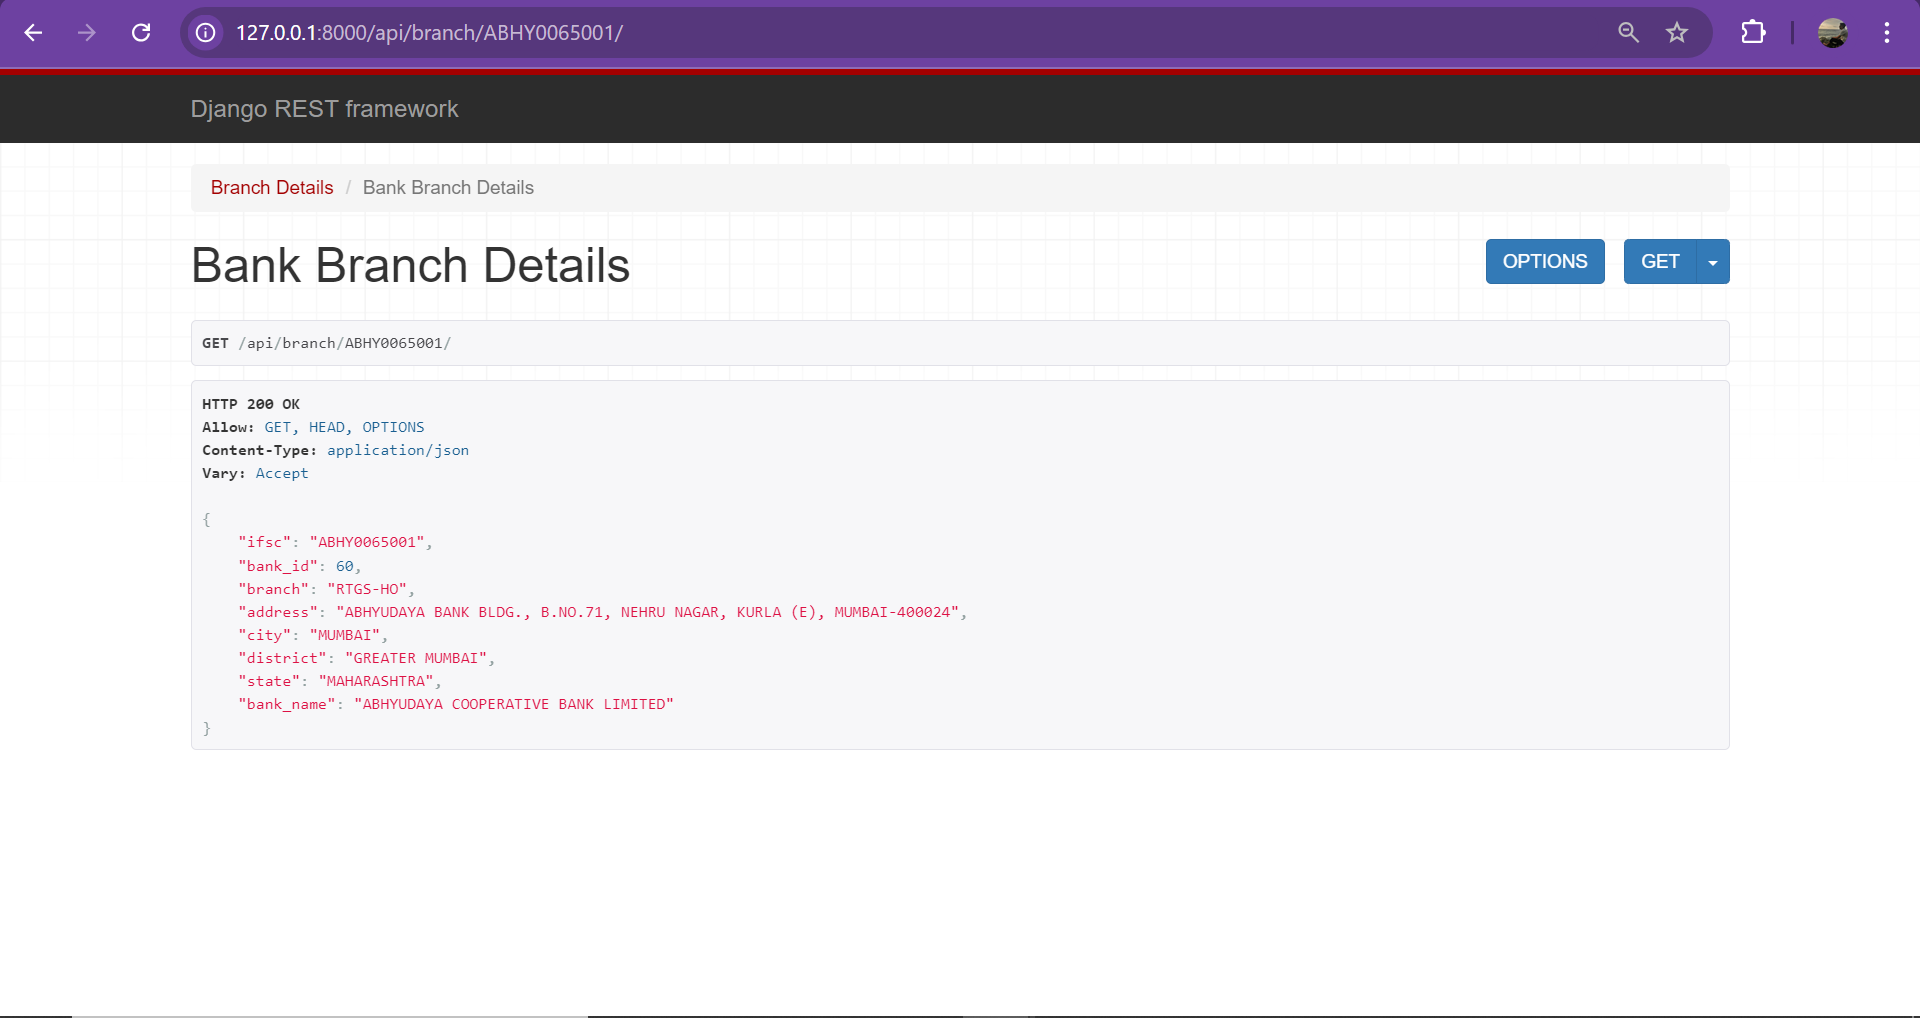 127.0.0.1:8000/api/branch/ABHY0065001/
Django REST framework
Branch Details / Bank Branch Details
Bank Branch Details
OPTIONS GET
GET /api/branch/ABHY0065001/
HTTP 200 OK
Allow: GET, HEAD, OPTIONS
Content-Type: application/json
Vary: Accept
{
    "ifsc": "ABHY0065001",
    "bank_id": 60,
    "branch": "RTGS-HO",
    "address": "ABHYUDAYA BANK BLDG., B.NO.71, NEHRU NAGAR, KURLA (E), MUMBAI-400024",
    "city": "MUMBAI",
    "district": "GREATER MUMBAI",
    "state": "MAHARASHTRA",
    "bank_name": "ABHYUDAYA COOPERATIVE BANK LIMITED"
}